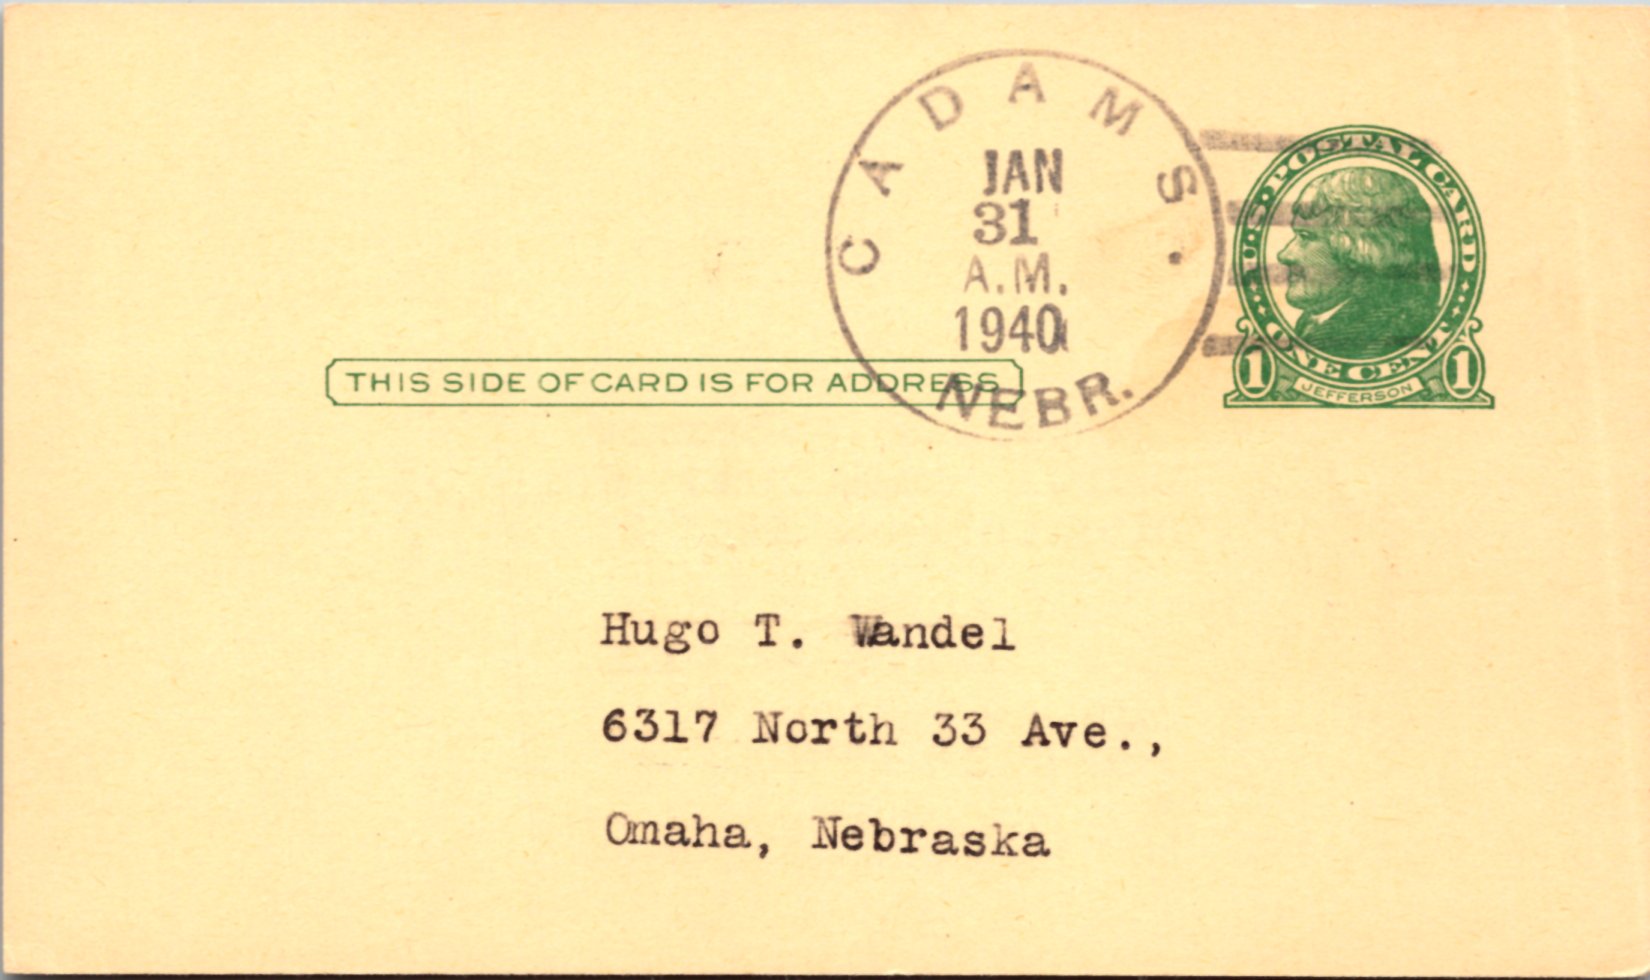 CADAMS.
JAN
31
A.M.
1940
NEBR.
U.S. POSTAL CARD
ONE CENT
1 JEFFERSON 1
THIS SIDE OF CARD IS FOR ADDRESS
Hugo T. Wandel
6317 North 33 Ave.,
Omaha, Nebraska